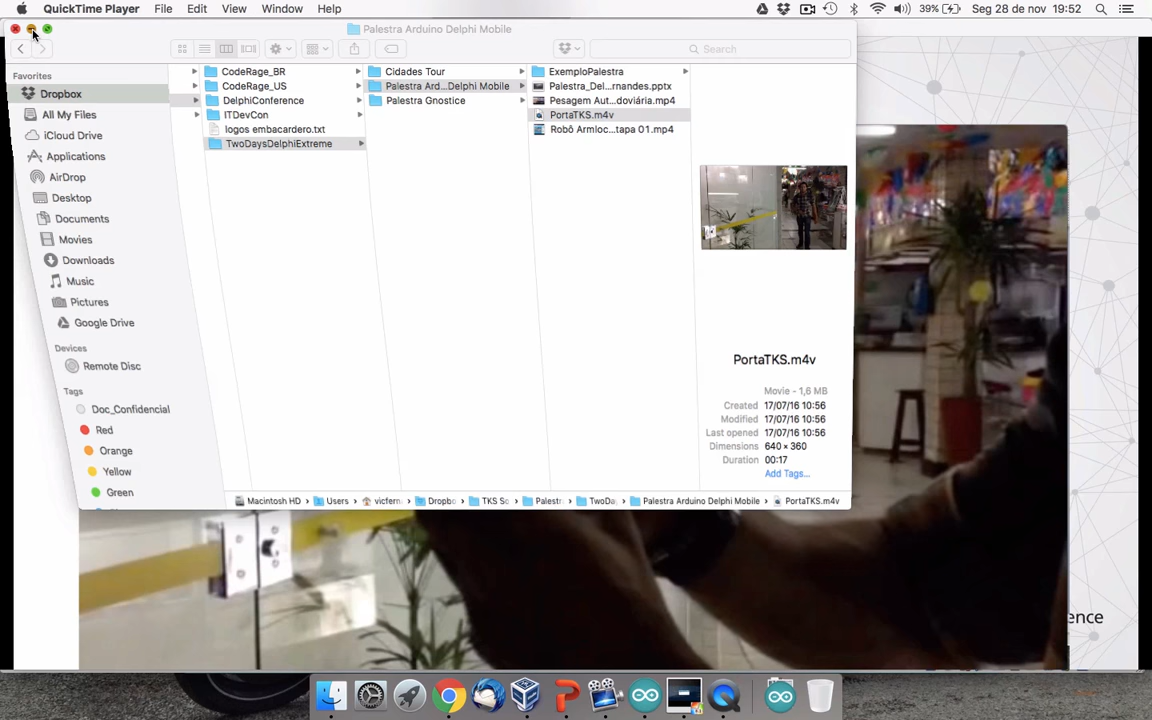 QuickTime Player File Edit View Window Help 39% Seg 28 de nov 19:52
Palestra Arduino Delphi Mobile
Search
Favorites
Dropbox
All My Files
iCloud Drive
Applications
AirDrop
Desktop
Documents
Movies
Downloads
Music
Pictures
Google Drive
Devices
Remote Disc
Tags
Doc_Confidencial
Red
Orange
Yellow
Green
CodeRage_BR
CodeRage_US
DelphiConference
ITDevCon
logos embacardero.txt
TwoDaysDelphiExtreme
Cidades Tour
Palestra Ard...Delphi Mobile
Palestra Gnostice
ExemploPalestra
Palestra_Del...rnandes.pptx
Pesagem Aut...doviária.mp4
PortaTKS.m4v
Robô Armloc...tapa 01.mp4
PortaTKS.m4v
Movie - 1,6 MB
Created 17/07/16 10:56
Modified 17/07/16 10:56
Last opened 17/07/16 10:56
Dimensions 640 × 360
Duration 00:17
Add Tags...
Macintosh HD Users victern Dropbo TKS So Palestr TwoDa Palestra Arduino Delphi Mobile PortaTKS.m4v
ence